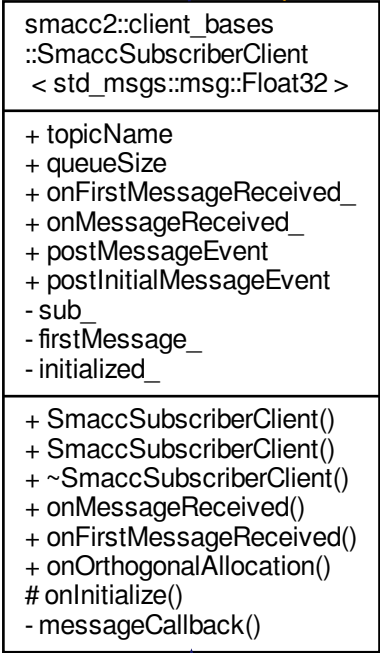 smacc2::client_bases
::SmaccSubscriberClient
< std_msgs::msg::Float32 >
+ topicName
+ queueSize
+ onFirstMessageReceived_
+ onMessageReceived_
+ postMessageEvent
+ postInitialMessageEvent
- sub_
- firstMessage_
- initialized_
+ SmaccSubscriberClient()
+ SmaccSubscriberClient()
+ ~SmaccSubscriberClient()
+ onMessageReceived()
+ onFirstMessageReceived()
+ onOrthogonalAllocation()
# onInitialize()
- messageCallback()